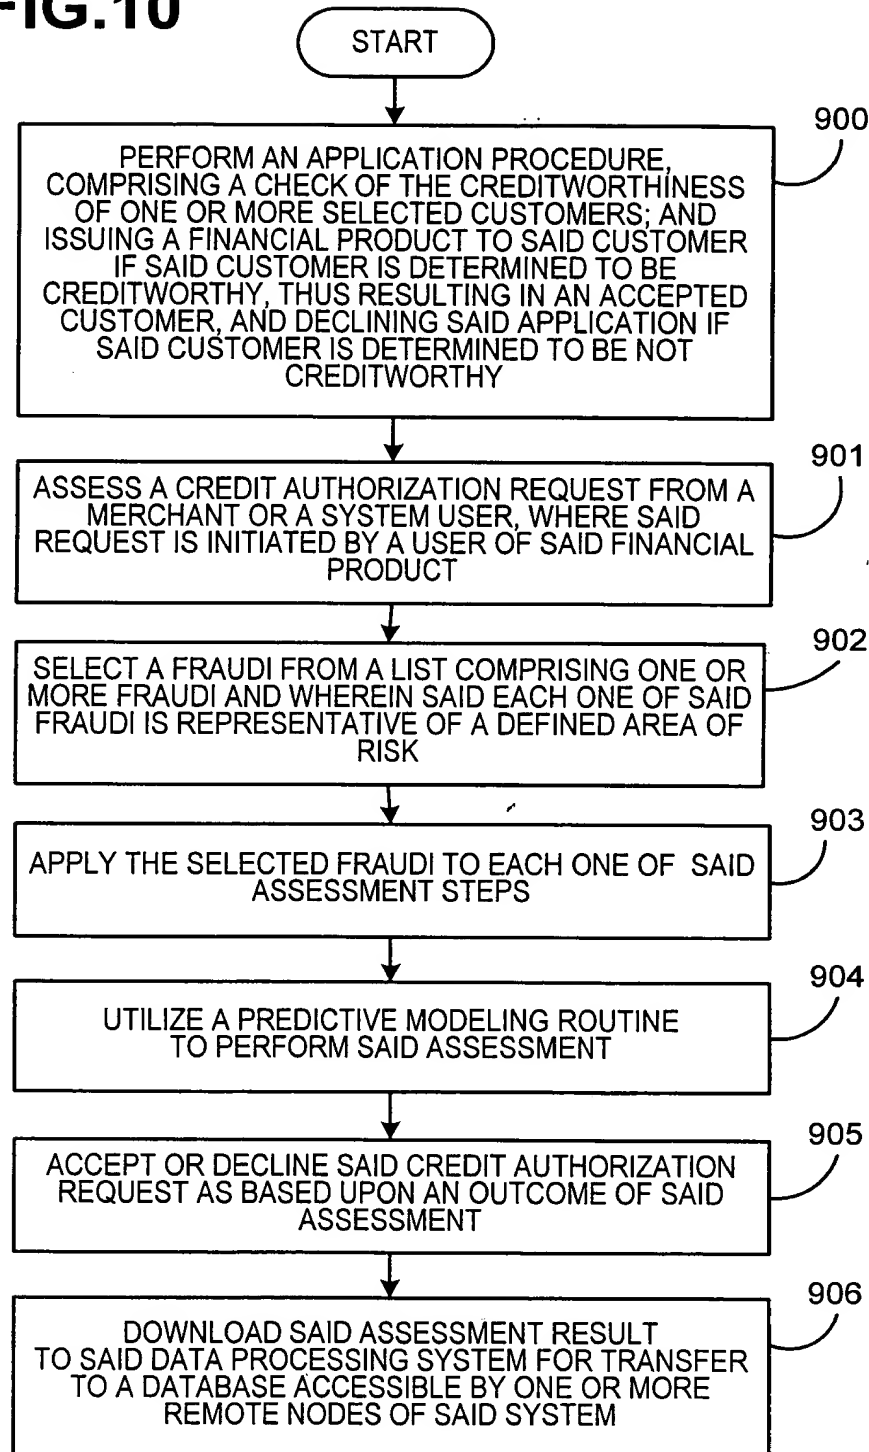 FIG.10
START
900
PERFORM AN APPLICATION PROCEDURE,
COMPRISING A CHECK OF THE CREDITWORTHINESS
OF ONE OR MORE SELECTED CUSTOMERS; AND
ISSUING A FINANCIAL PRODUCT TO SAID CUSTOMER
IF SAID CUSTOMER IS DETERMINED TO BE
CREDITWORTHY, THUS RESULTING IN AN ACCEPTED
CUSTOMER, AND DECLINING SAID APPLICATION IF
SAID CUSTOMER IS DETERMINED TO BE NOT
CREDITWORTHY
901
ASSESS A CREDIT AUTHORIZATION REQUEST FROM A
MERCHANT OR A SYSTEM USER, WHERE SAID
REQUEST IS INITIATED BY A USER OF SAID FINANCIAL
PRODUCT
902
SELECT A FRAUDI FROM A LIST COMPRISING ONE OR
MORE FRAUDI AND WHEREIN SAID EACH ONE OF SAID
FRAUDI IS REPRESENTATIVE OF A DEFINED AREA OF
RISK
903
APPLY THE SELECTED FRAUDI TO EACH ONE OF SAID
ASSESSMENT STEPS
904
UTILIZE A PREDICTIVE MODELING ROUTINE
TO PERFORM SAID ASSESSMENT
905
ACCEPT OR DECLINE SAID CREDIT AUTHORIZATION
REQUEST AS BASED UPON AN OUTCOME OF SAID
ASSESSMENT
906
DOWNLOAD SAID ASSESSMENT RESULT
TO SAID DATA PROCESSING SYSTEM FOR TRANSFER
TO A DATABASE ACCESSIBLE BY ONE OR MORE
REMOTE NODES OF SAID SYSTEM